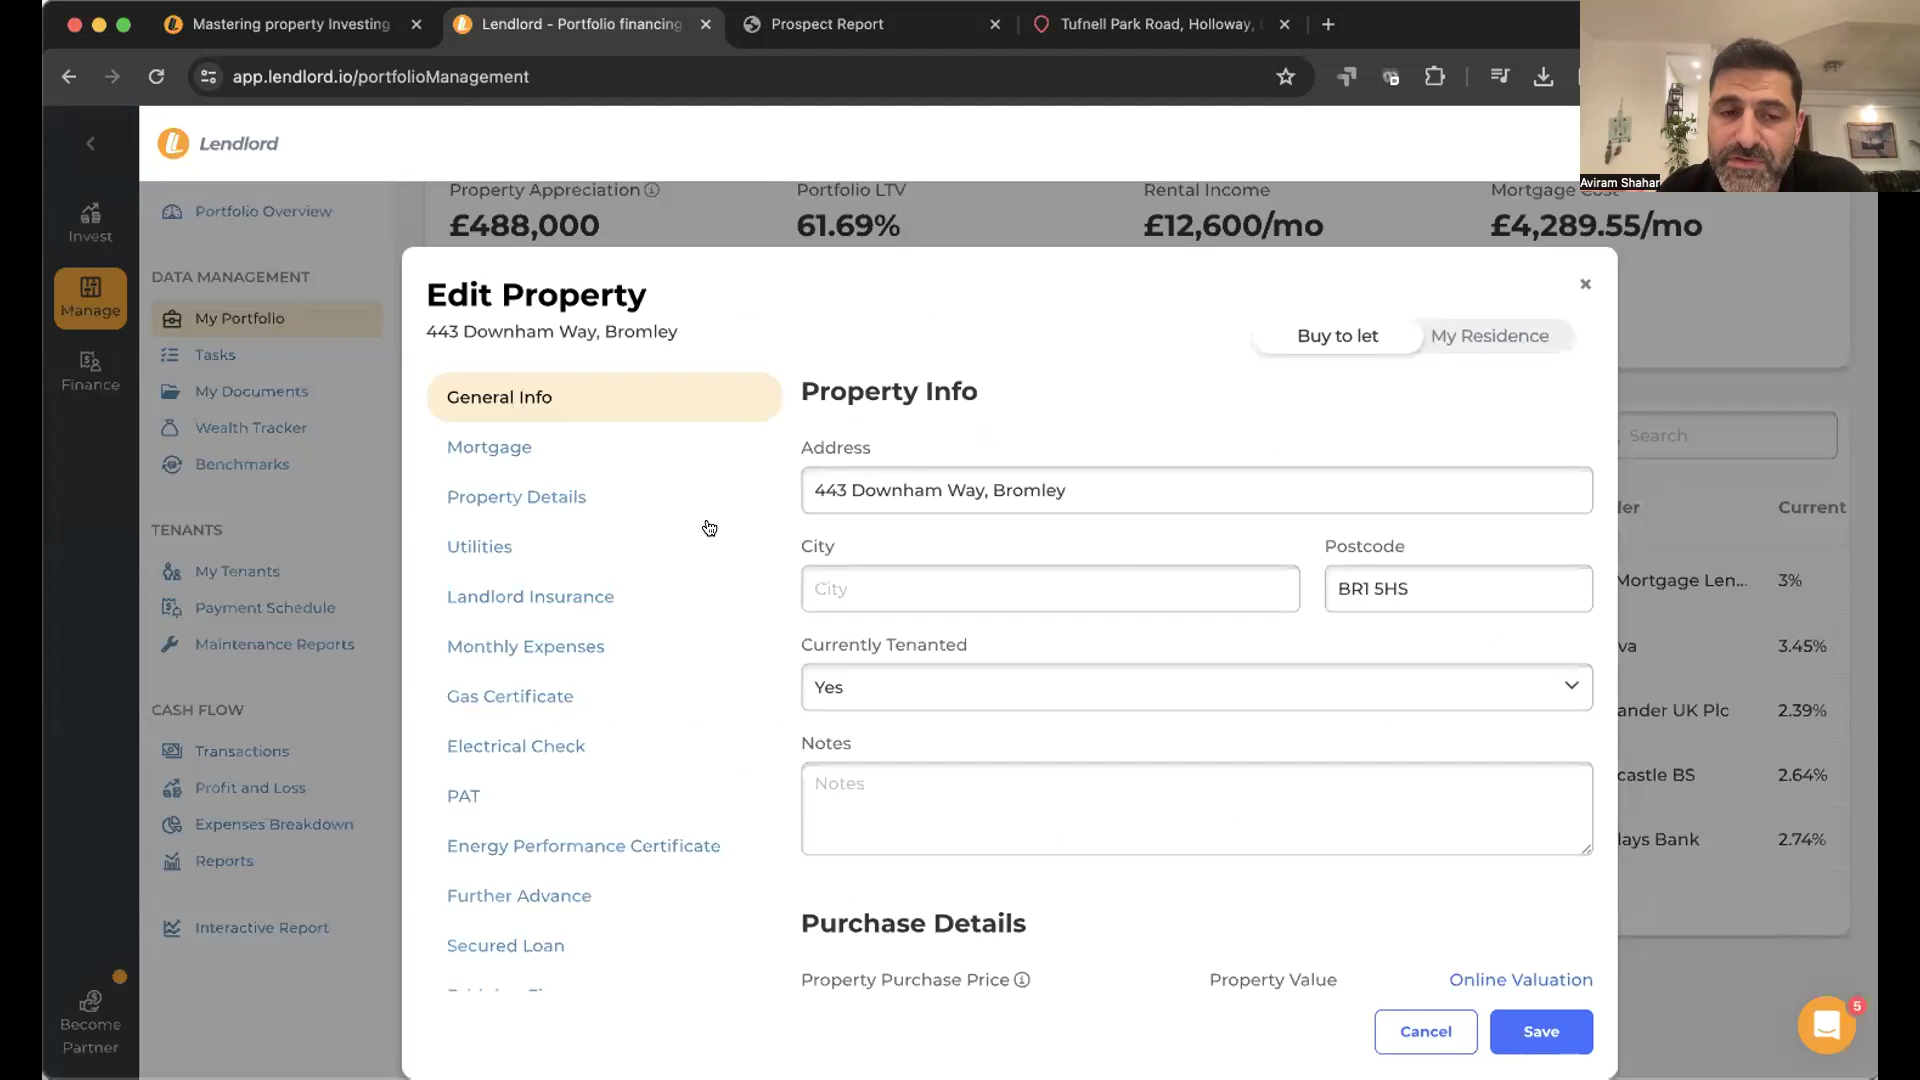 Mastering property Investing
Lendlord - Portfolio financing
Prospect Report
Tufnell Park Road, Holloway,
app.lendlord.io/portfolioManagement
Aviram Shahar
Lendlord
Invest
Manage
Finance
Become
Partner
Portfolio Overview
DATA MANAGEMENT
My Portfolio
Tasks
My Documents
Wealth Tracker
Benchmarks
TENANTS
My Tenants
Payment Schedule
Maintenance Reports
CASH FLOW
Transactions
Profit and Loss
Expenses Breakdown
Reports
Interactive Report
Property Appreciation
£488,000
Portfolio LTV
61.69%
Rental Income
£12,600/mo
Mortgage Cost
£4,289.55/mo
Edit Property
443 Downham Way, Bromley
Buy to let
My Residence
General Info
Mortgage
Property Details
Utilities
Landlord Insurance
Monthly Expenses
Gas Certificate
Electrical Check
PAT
Energy Performance Certificate
Further Advance
Secured Loan
Property Info
Address
443 Downham Way, Bromley
City
Postcode
City
BR1 5HS
Currently Tenanted
Yes
Notes
Notes
Purchase Details
Property Purchase Price
Property Value
Online Valuation
Cancel
Save
Search
der
Current
Mortgage Len...
3%
va
3.45%
ander UK Plc
2.39%
castle BS
2.64%
lays Bank
2.74%
5